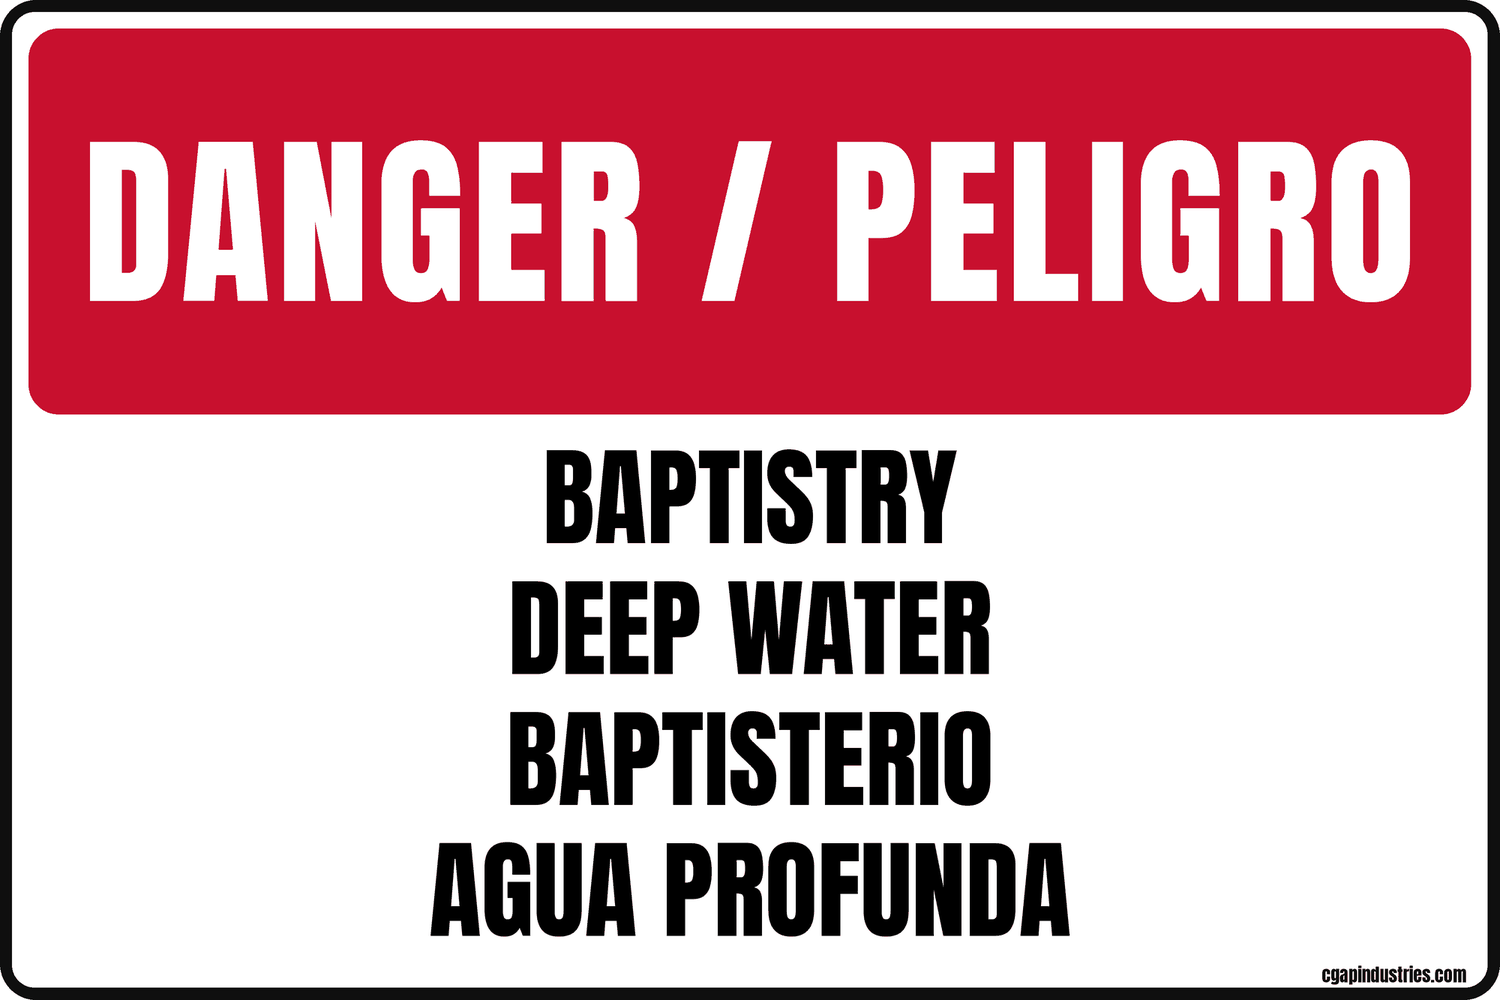 DANGER / PELIGRO
BAPTISTRY
DEEP WATER
BAPTISTERIO
AGUA PROFUNDA
cgapindustries.com